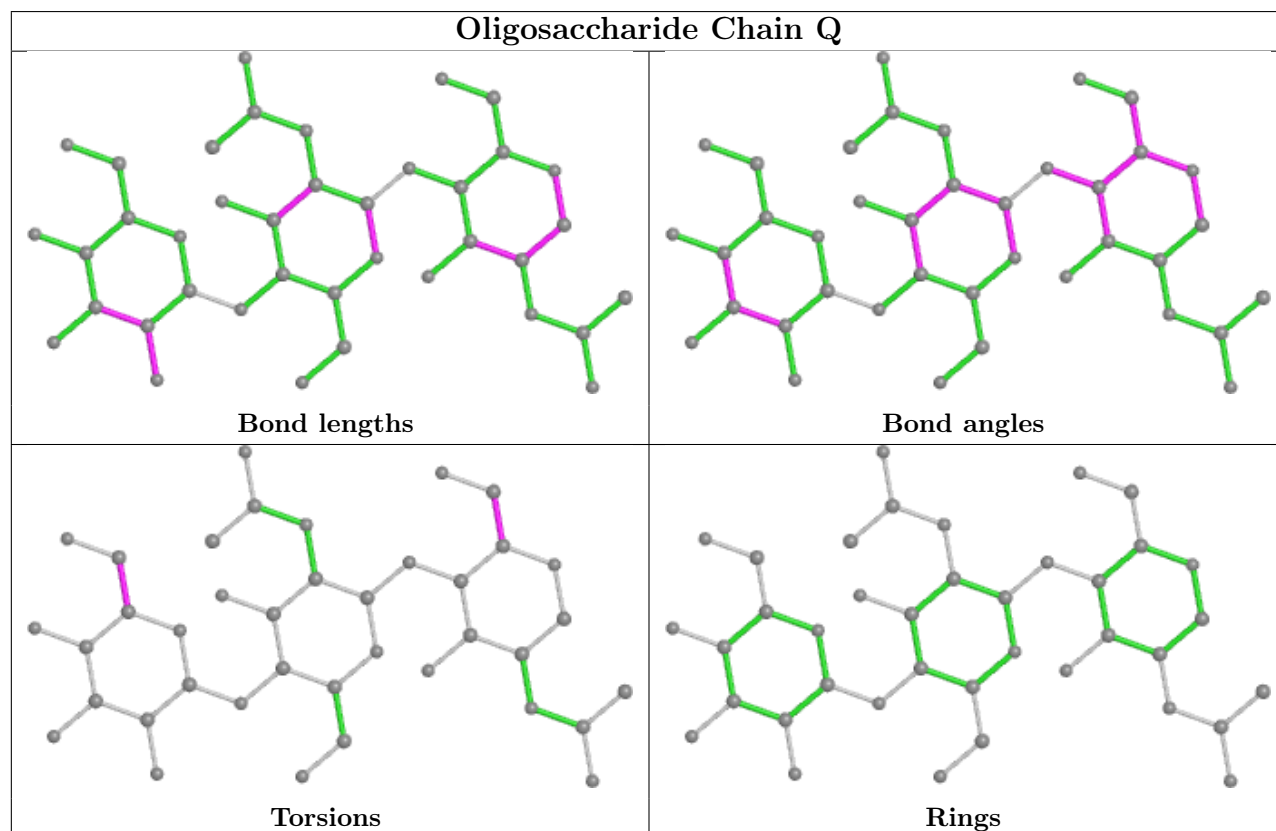 Oligosaccharide Chain Q
Bond lengths
Bond angles
Torsions
Rings